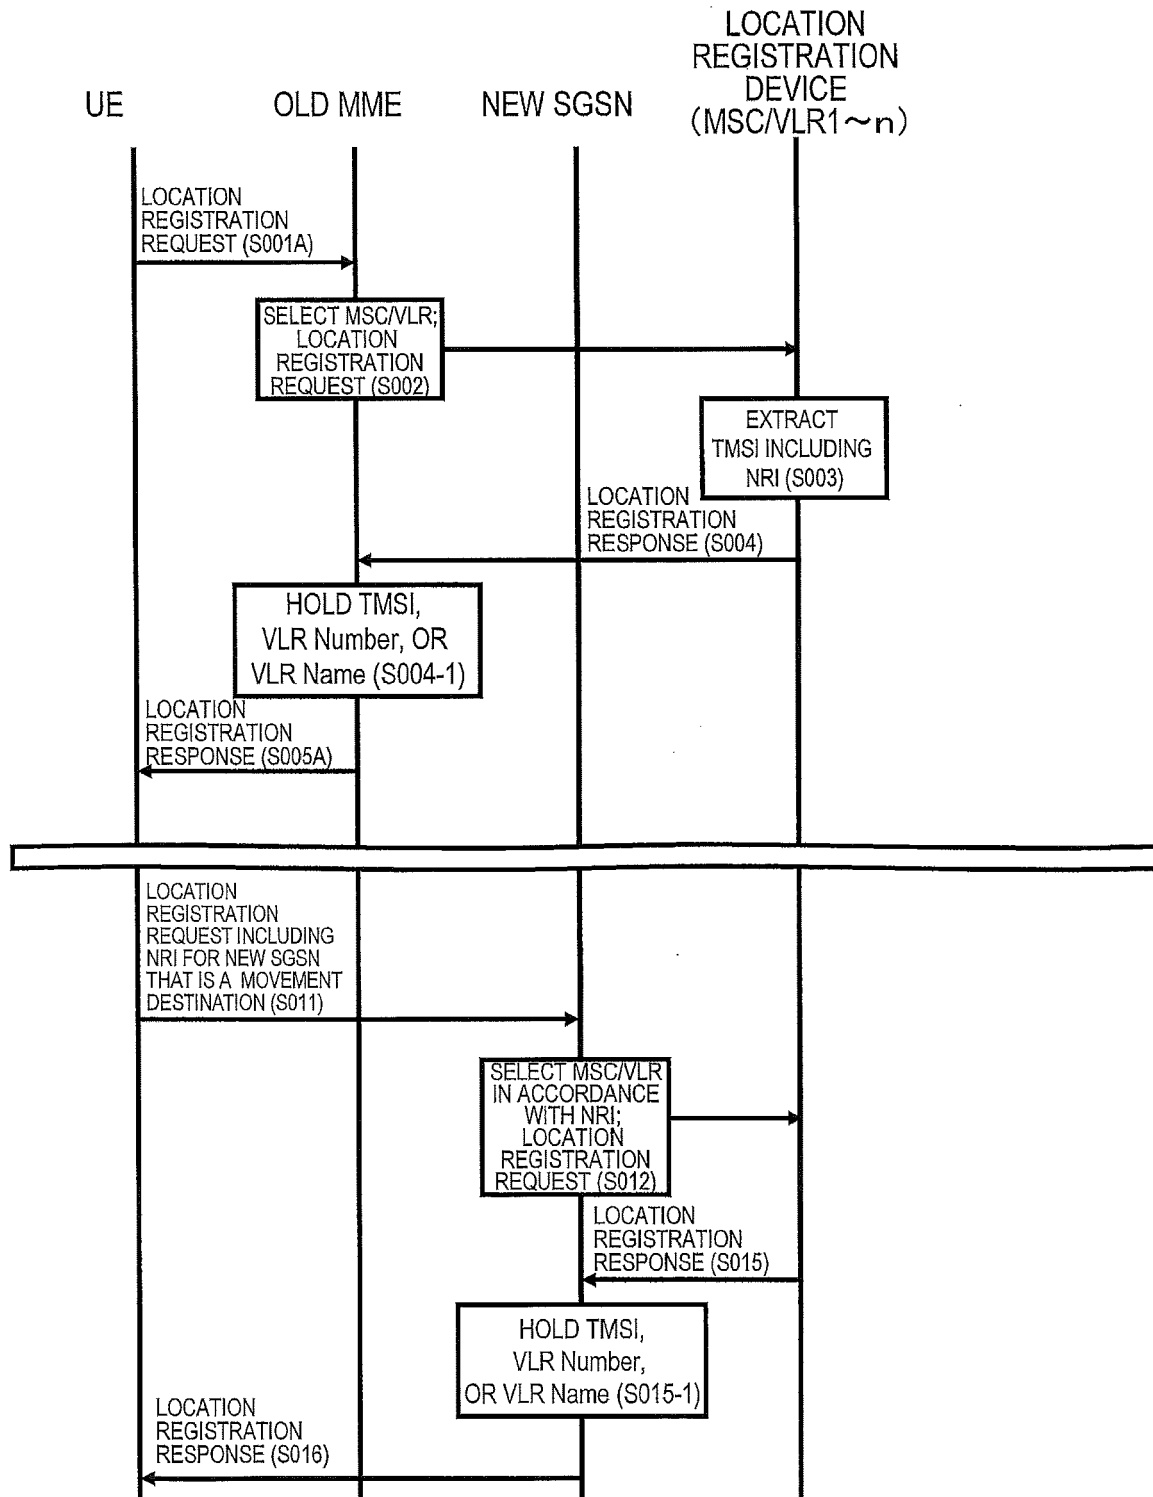 LOCATION
REGISTRATION
DEVICE
(MSC/VLR1～n)
UE
OLD MME
NEW SGSN
LOCATION
REGISTRATION
REQUEST (S001A)
SELECT MSC/VLR;
LOCATION
REGISTRATION
REQUEST (S002)
EXTRACT
TMSI INCLUDING
NRI (S003)
LOCATION
REGISTRATION
RESPONSE (S004)
HOLD TMSI,
VLR Number, OR
VLR Name (S004-1)
LOCATION
REGISTRATION
RESPONSE (S005A)
LOCATION
REGISTRATION
REQUEST INCLUDING
NRI FOR NEW SGSN
THAT IS A MOVEMENT
DESTINATION (S011)
SELECT MSC/VLR
IN ACCORDANCE
WITH NRI;
LOCATION
REGISTRATION
REQUEST (S012)
LOCATION
REGISTRATION
RESPONSE (S015)
HOLD TMSI,
VLR Number,
OR VLR Name (S015-1)
LOCATION
REGISTRATION
RESPONSE (S016)